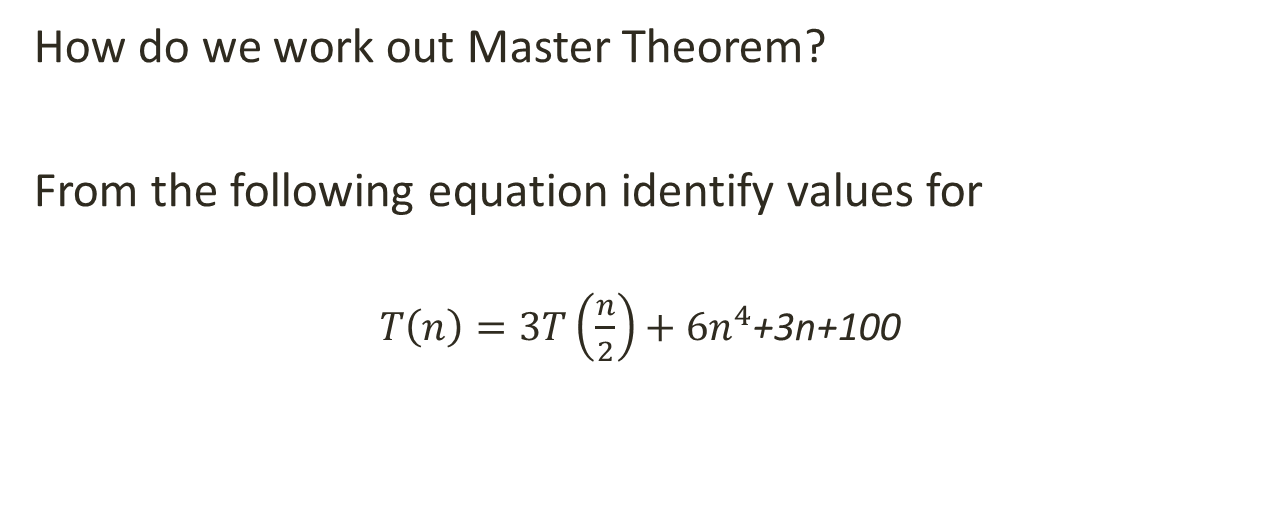 How do we work out Master Theorem?
From the following equation identify values for
T(n) = 3T(n/2) + 6n⁴+3n+100